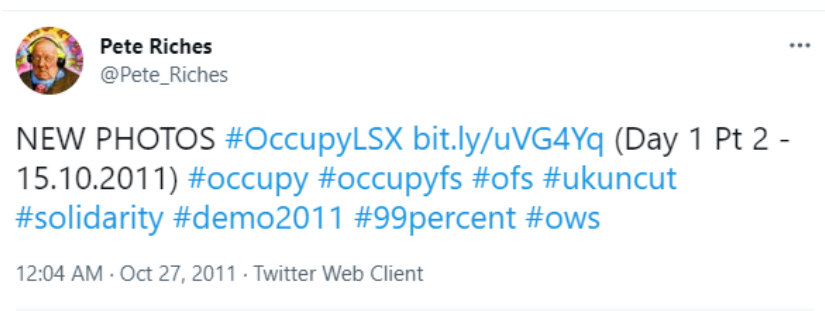 Pete Riches
@Pete_Riches
NEW PHOTOS #OccupyLSX bit.ly/uVG4Yq (Day 1 Pt 2 -
15.10.2011) #occupy #occupyfs #ofs #ukuncut
#solidarity #demo2011 #99percent #ows
12:04 AM · Oct 27, 2011 · Twitter Web Client